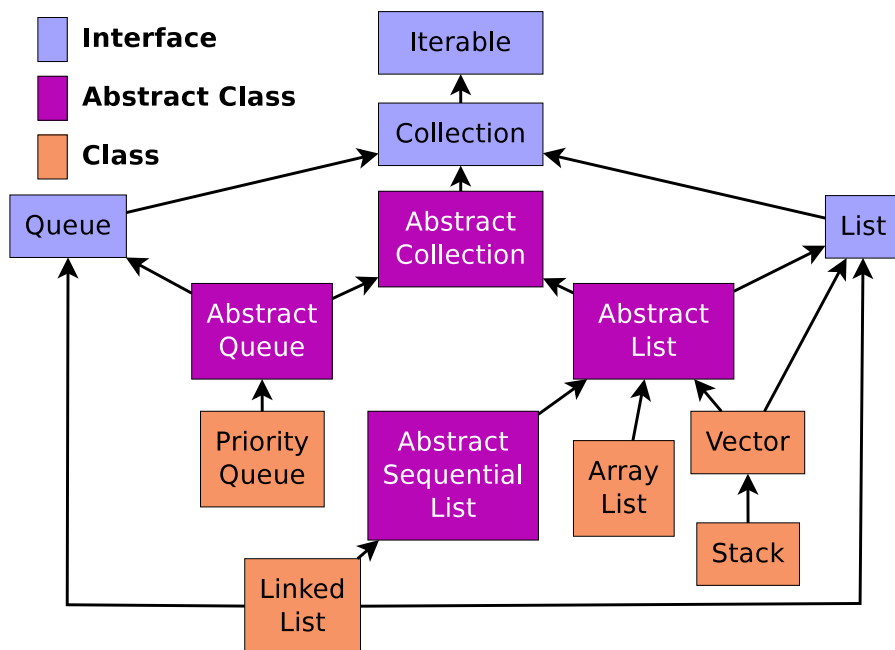 Interface
Abstract Class
Class
Iterable
Collection
Queue
Abstract
Collection
List
Abstract
Queue
Abstract
List
Priority
Queue
Abstract
Sequential
List
Array
List
Vector
Stack
Linked
List